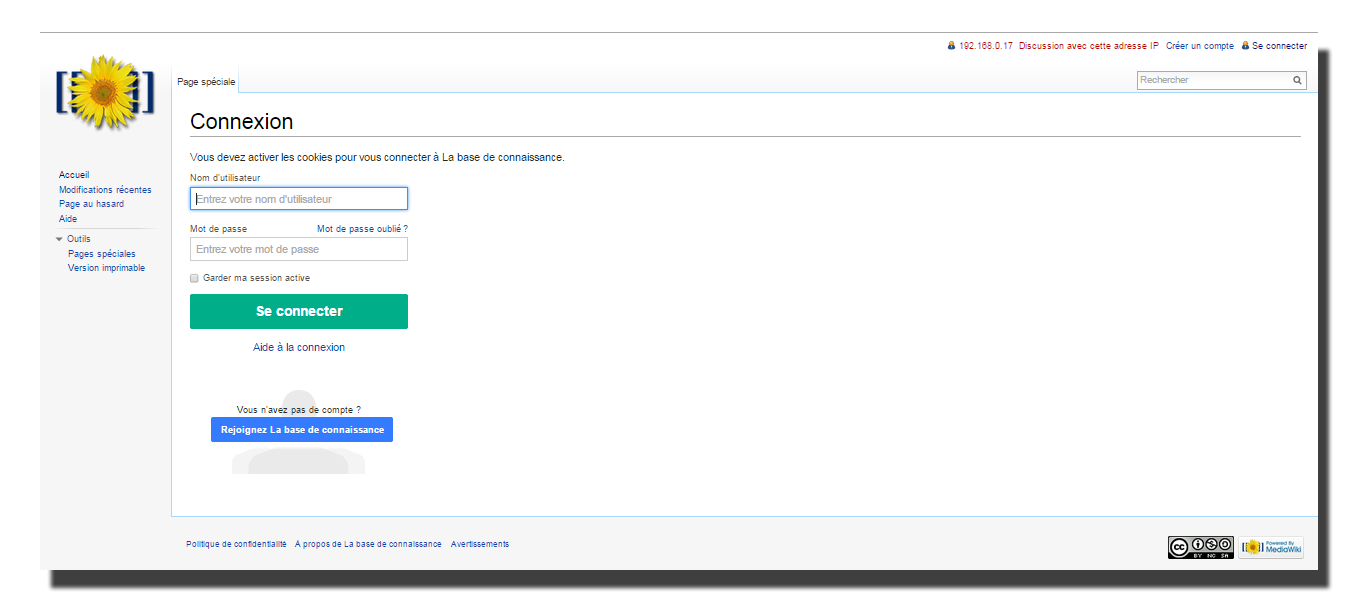 192.168.0.17 Discussion avec cette adresse IP Créer un compte Se connecter
Page spéciale
Rechercher
Connexion
Vous devez activer les cookies pour vous connecter à La base de connaissance.
Nom d'utilisateur
Entrez votre nom d'utilisateur
Mot de passe Mot de passe oublié ?
Entrez votre mot de passe
Garder ma session active
Se connecter
Aide à la connexion
Vous n'avez pas de compte ?
Rejoignez La base de connaissance
Accueil
Modifications récentes
Page au hasard
Aide
Outils
Pages spéciales
Version imprimable
Politique de confidentialité À propos de La base de connaissance Avertissements
cc
BY NC SA
Powered By
MediaWiki